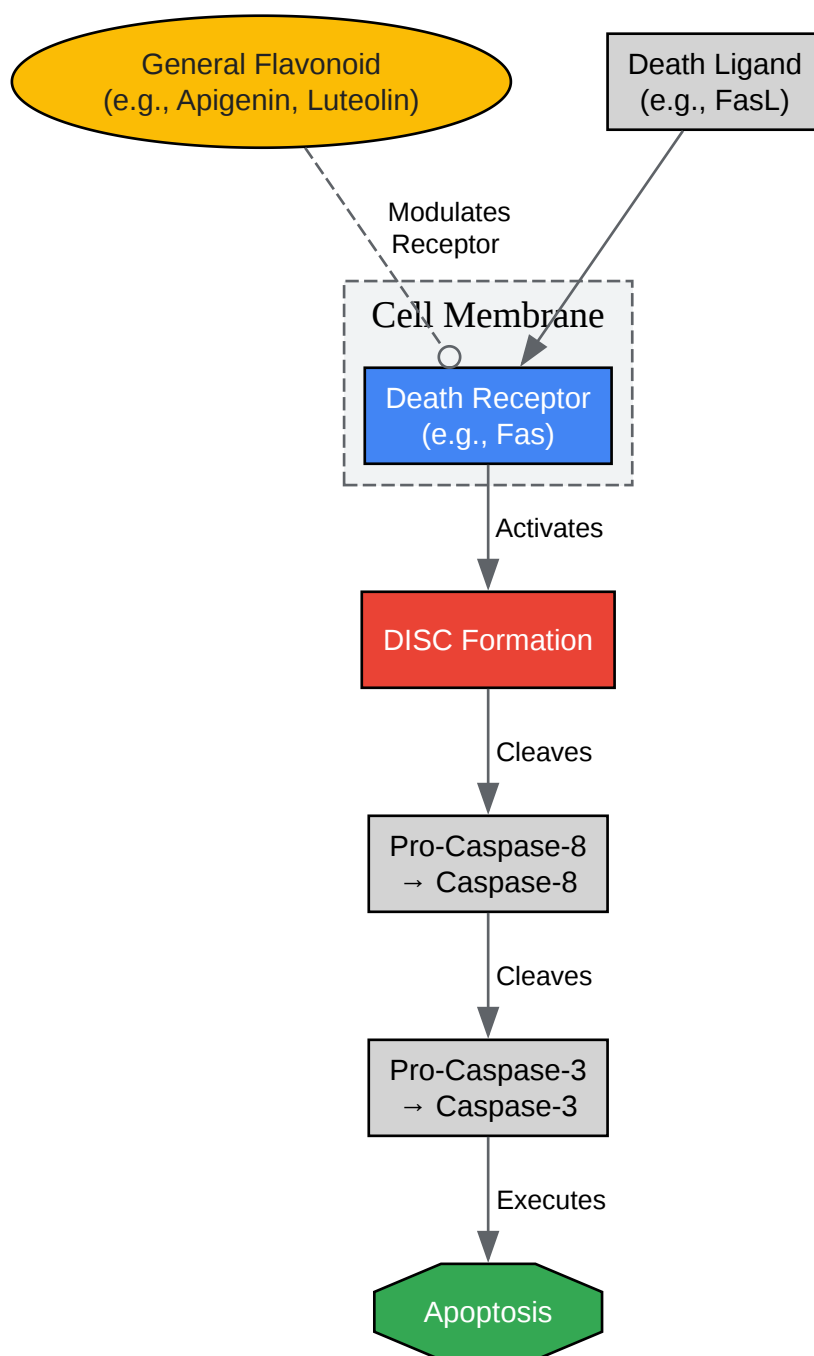 General Flavonoid
(e.g., Apigenin, Luteolin)
Death Ligand
(e.g., FasL)
Modulates
Receptor
Cell Membrane
Death Receptor
(e.g., Fas)
Activates
DISC Formation
Cleaves
Pro-Caspase-8
→ Caspase-8
Cleaves
Pro-Caspase-3
→ Caspase-3
Executes
Apoptosis